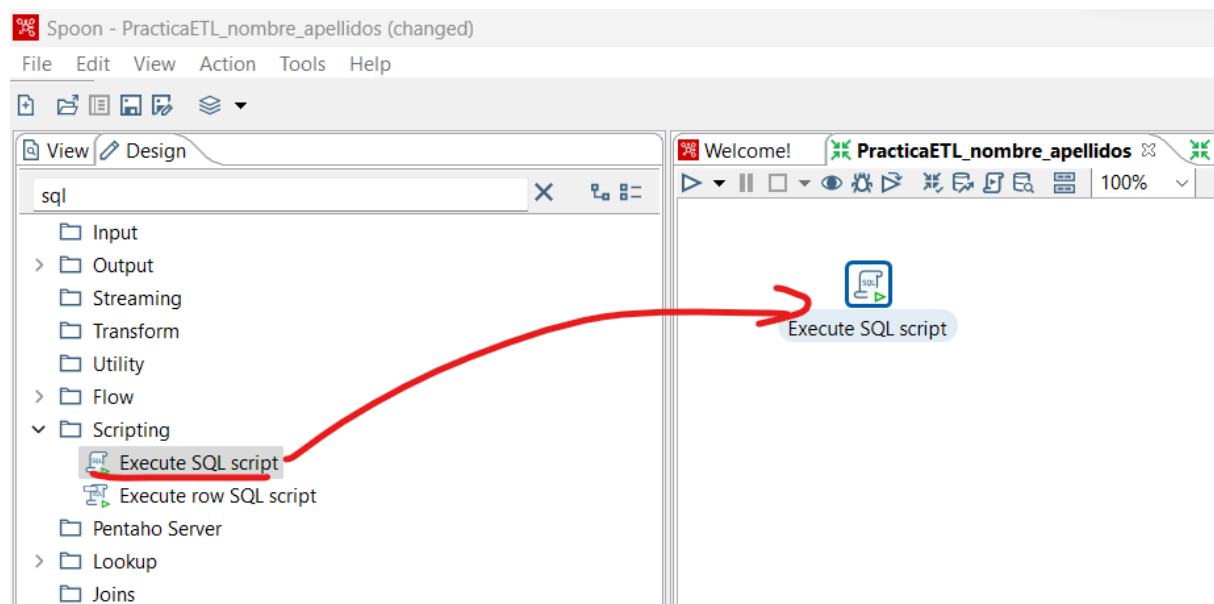 Spoon - PracticaETL_nombre_apellidos (changed)
File Edit View Action Tools Help
View Design
sql
Input
Output
Streaming
Transform
Utility
Flow
Scripting
Execute SQL script
Execute row SQL script
Pentaho Server
Lookup
Joins
Welcome! PracticaETL_nombre_apellidos
100%
SQL
Execute SQL script